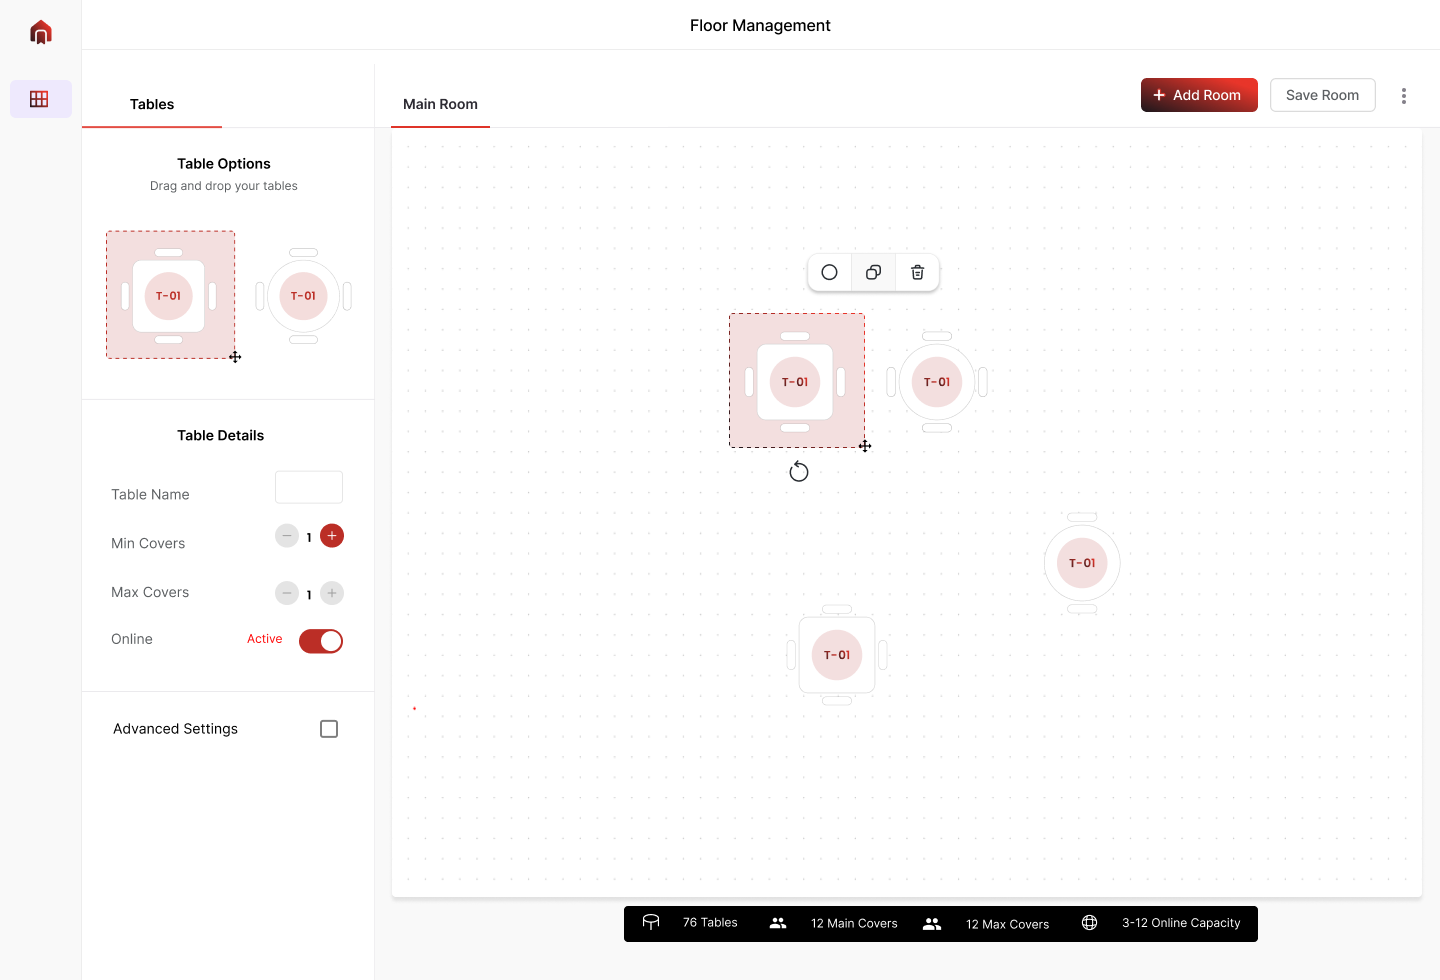 Floor Management
Tables
Main Room
+ Add Room
Save Room
Table Options
Drag and drop your tables
T-01
T-01
Table Details
Table Name
Min Covers
− 1 +
Max Covers
− 1 +
Online
Active
Advanced Settings
T-01
T-01
T-01
T-01
76 Tables
12 Main Covers
12 Max Covers
3-12 Online Capacity